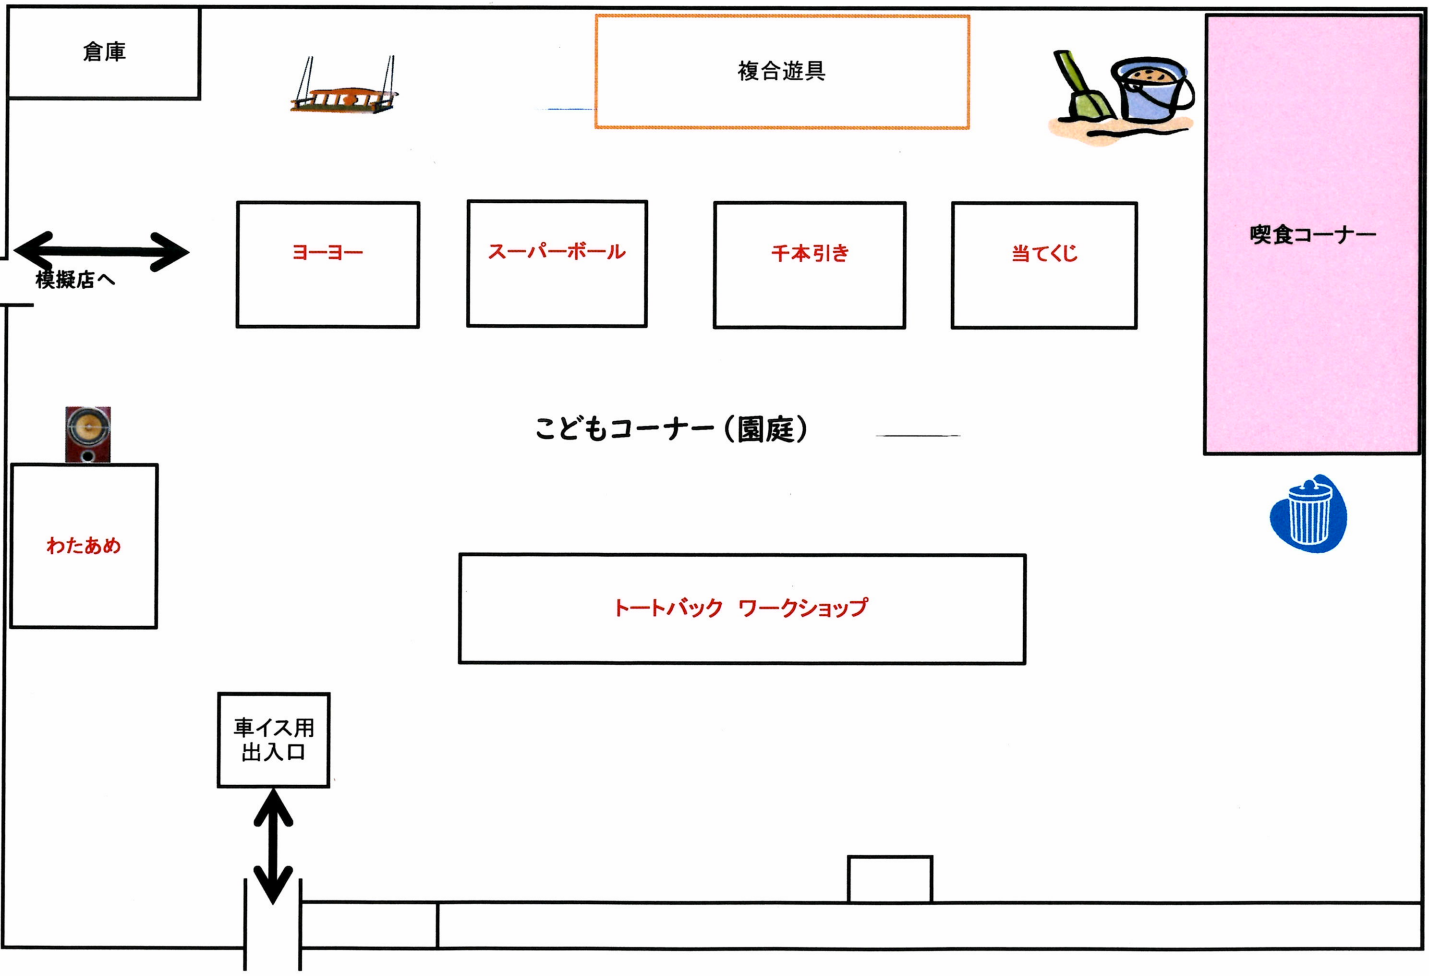 倉庫
複合遊具
喫食コーナー
ヨーヨー
スーパーボール
千本引き
当てくじ
模擬店へ
こどもコーナー（園庭）
わたあめ
トートバック　ワークショップ
車イス用
出入口